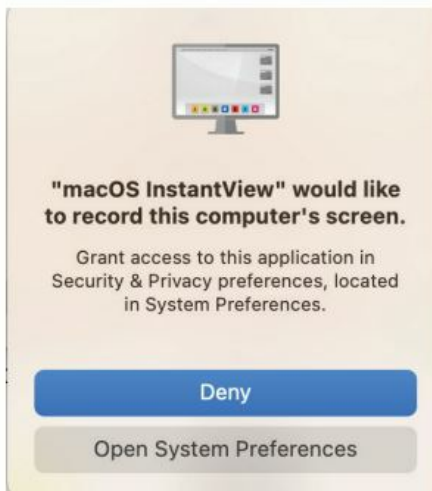 "macOS InstantView" would like
to record this computer's screen.
Grant access to this application in
Security & Privacy preferences, located
in System Preferences.
Deny
Open System Preferences